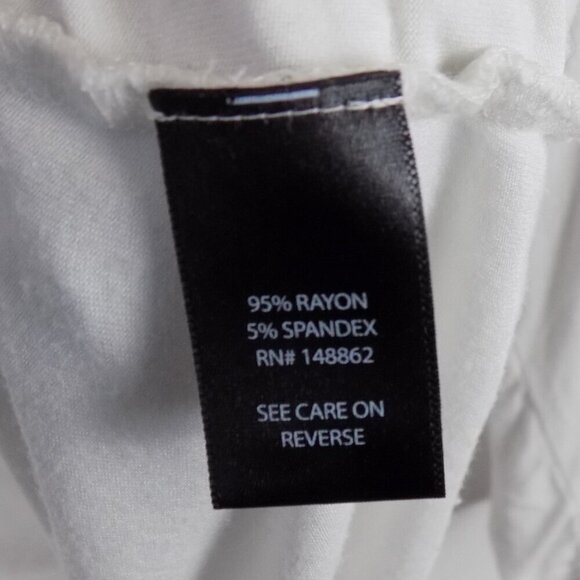 95% RAYON
5% SPANDEX
RN# 148862
SEE CARE ON
REVERSE